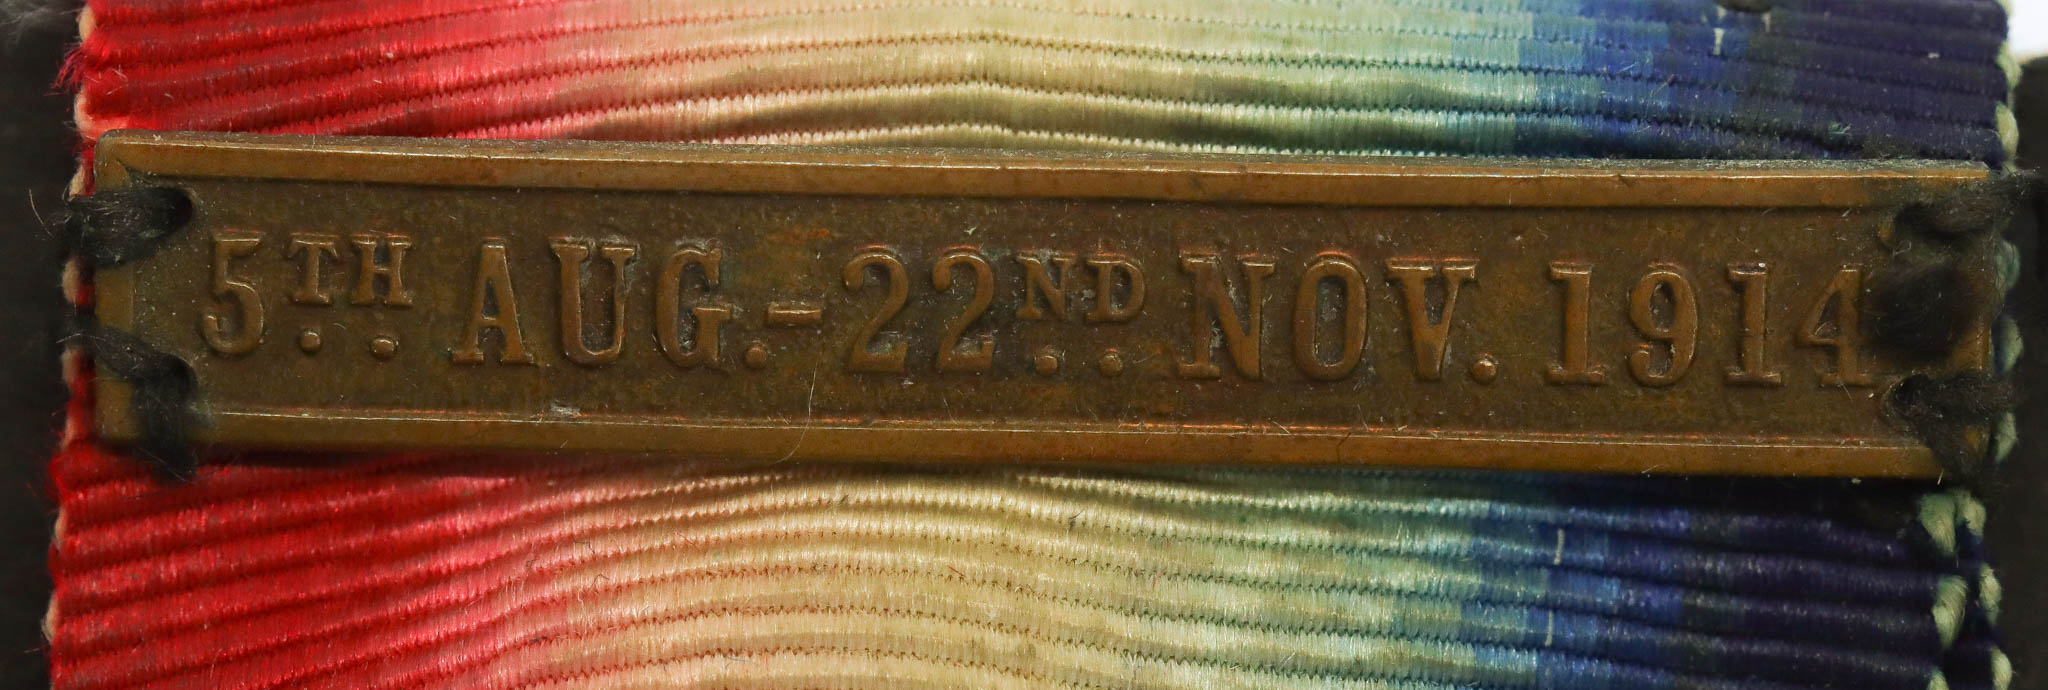 5TH AUG.-22ND NOV. 1914